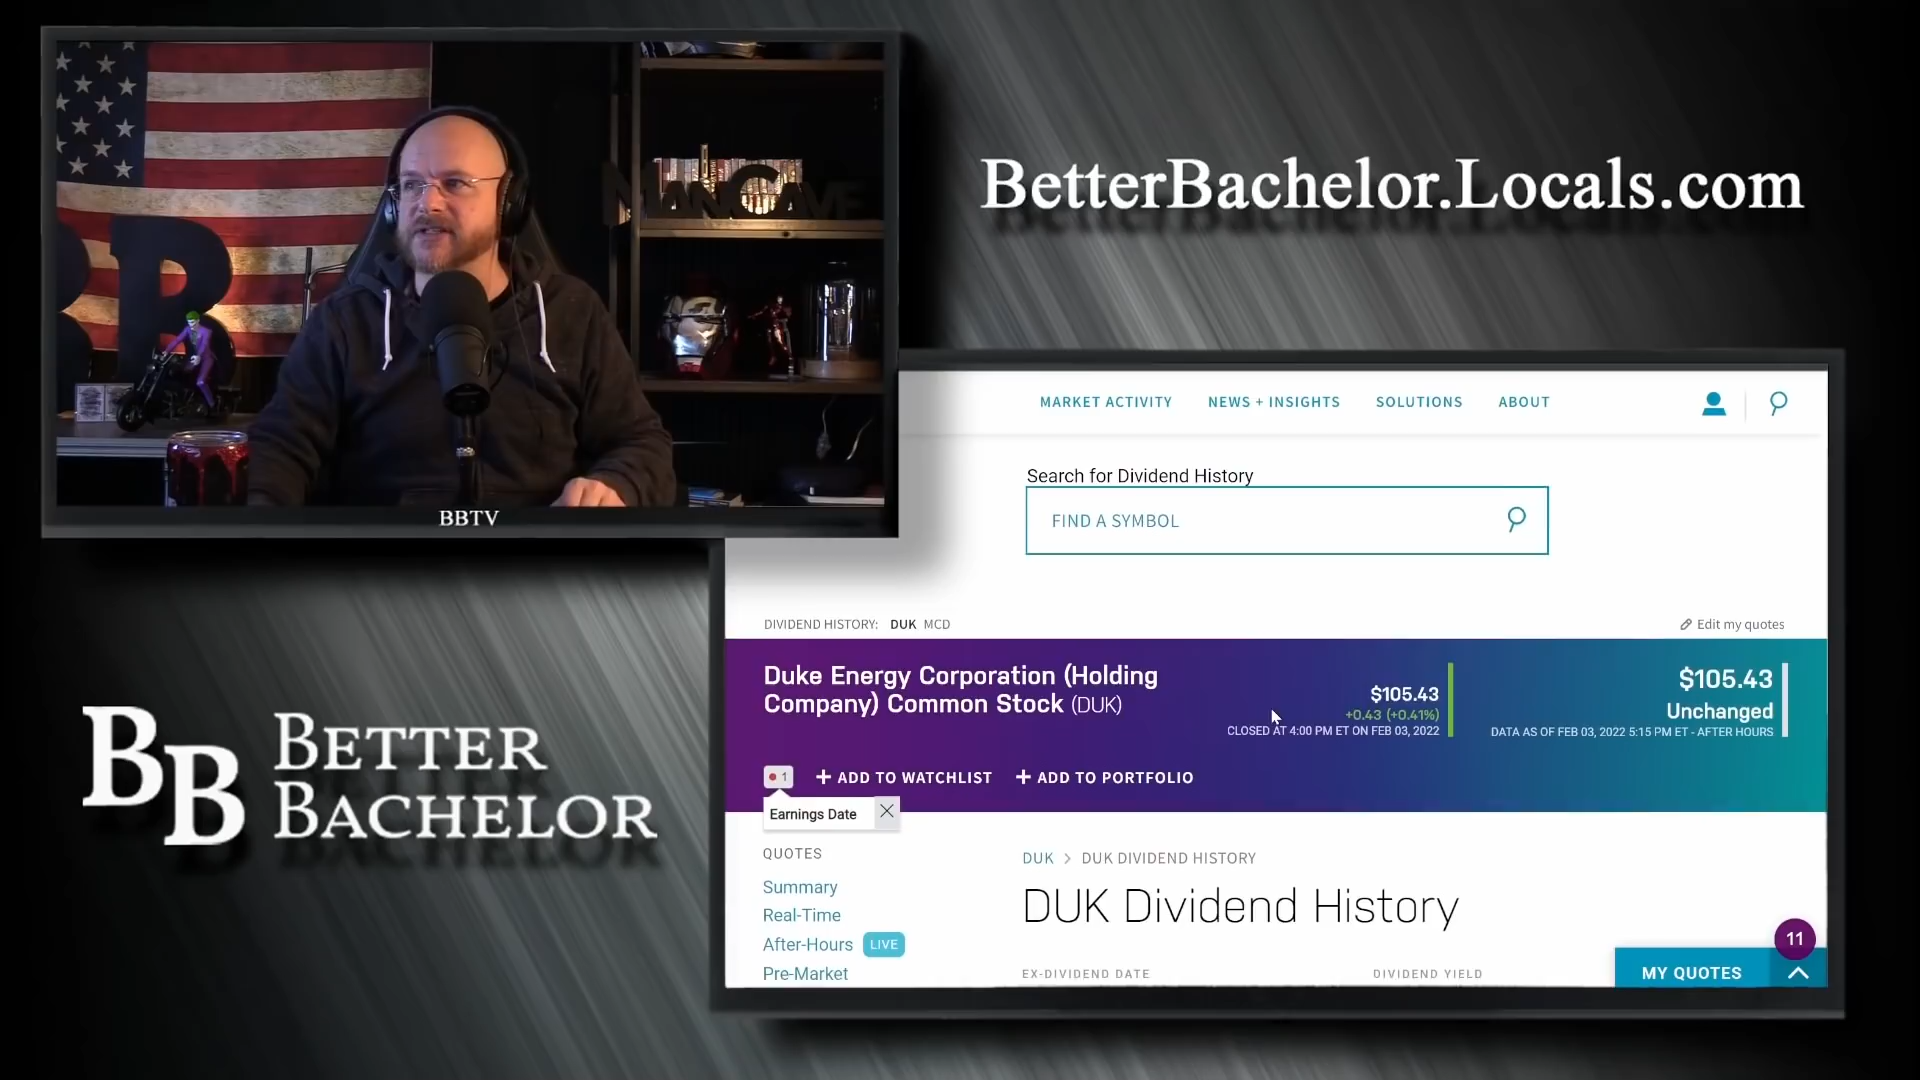 BB
MANCAVE
BBTV
BetterBachelor.Locals.com
BB BETTER
BACHELOR
MARKET ACTIVITY NEWS + INSIGHTS SOLUTIONS ABOUT
Search for Dividend History
FIND A SYMBOL
DIVIDEND HISTORY: DUK MCD
Edit my quotes
Duke Energy Corporation (Holding
Company) Common Stock (DUK)
$105.43
+0.43 (+0.41%)
CLOSED AT 4:00 PM ET ON FEB 03, 2022
$105.43
Unchanged
DATA AS OF FEB 03, 2022 5:15 PM ET - AFTER HOURS
1
+ ADD TO WATCHLIST + ADD TO PORTFOLIO
Earnings Date
QUOTES
Summary
Real-Time
After-Hours LIVE
Pre-Market
DUK > DUK DIVIDEND HISTORY
DUK Dividend History
EX-DIVIDEND DATE DIVIDEND YIELD
11
MY QUOTES